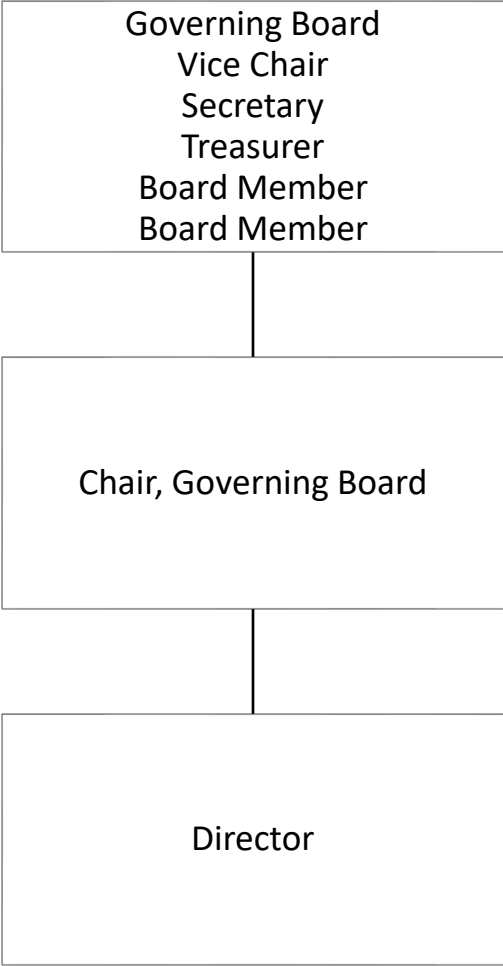 Governing Board
Vice Chair
Secretary
Treasurer
Board Member
Board Member
Chair, Governing Board
Director